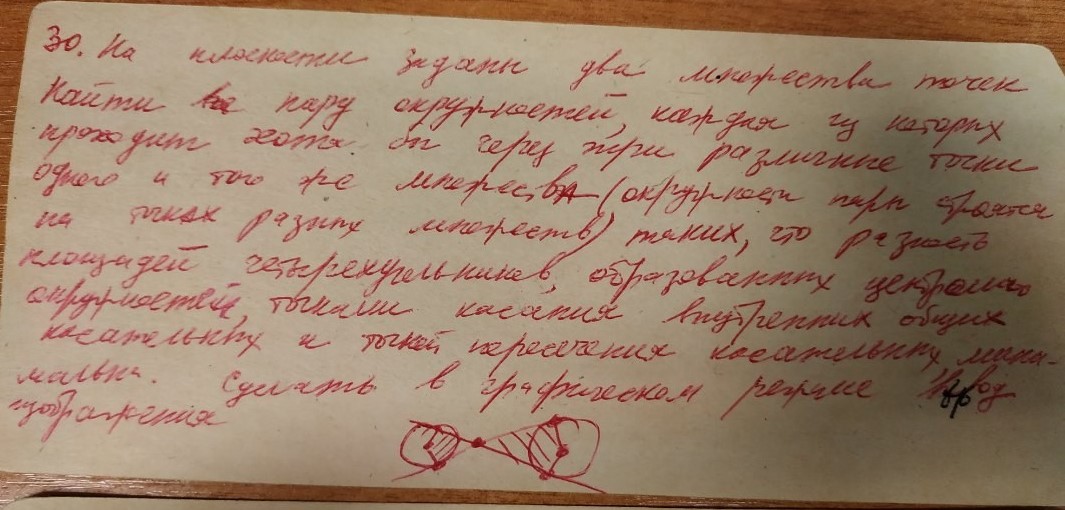 30. На плоскости заданы два множества точек
Найти пару окружностей, каждая из которых
проходит хотя бы через три различные точки
одного и того же множества (окружности пары строятся
на точках разных множеств) таких, что разность
площадей четырехугольников, образованных центрами
окружностей, точками касания внутренних общих
касательных и точкой пересечения касательных, мини-
мальна. Сделать в графическом режиме вывод
изображения